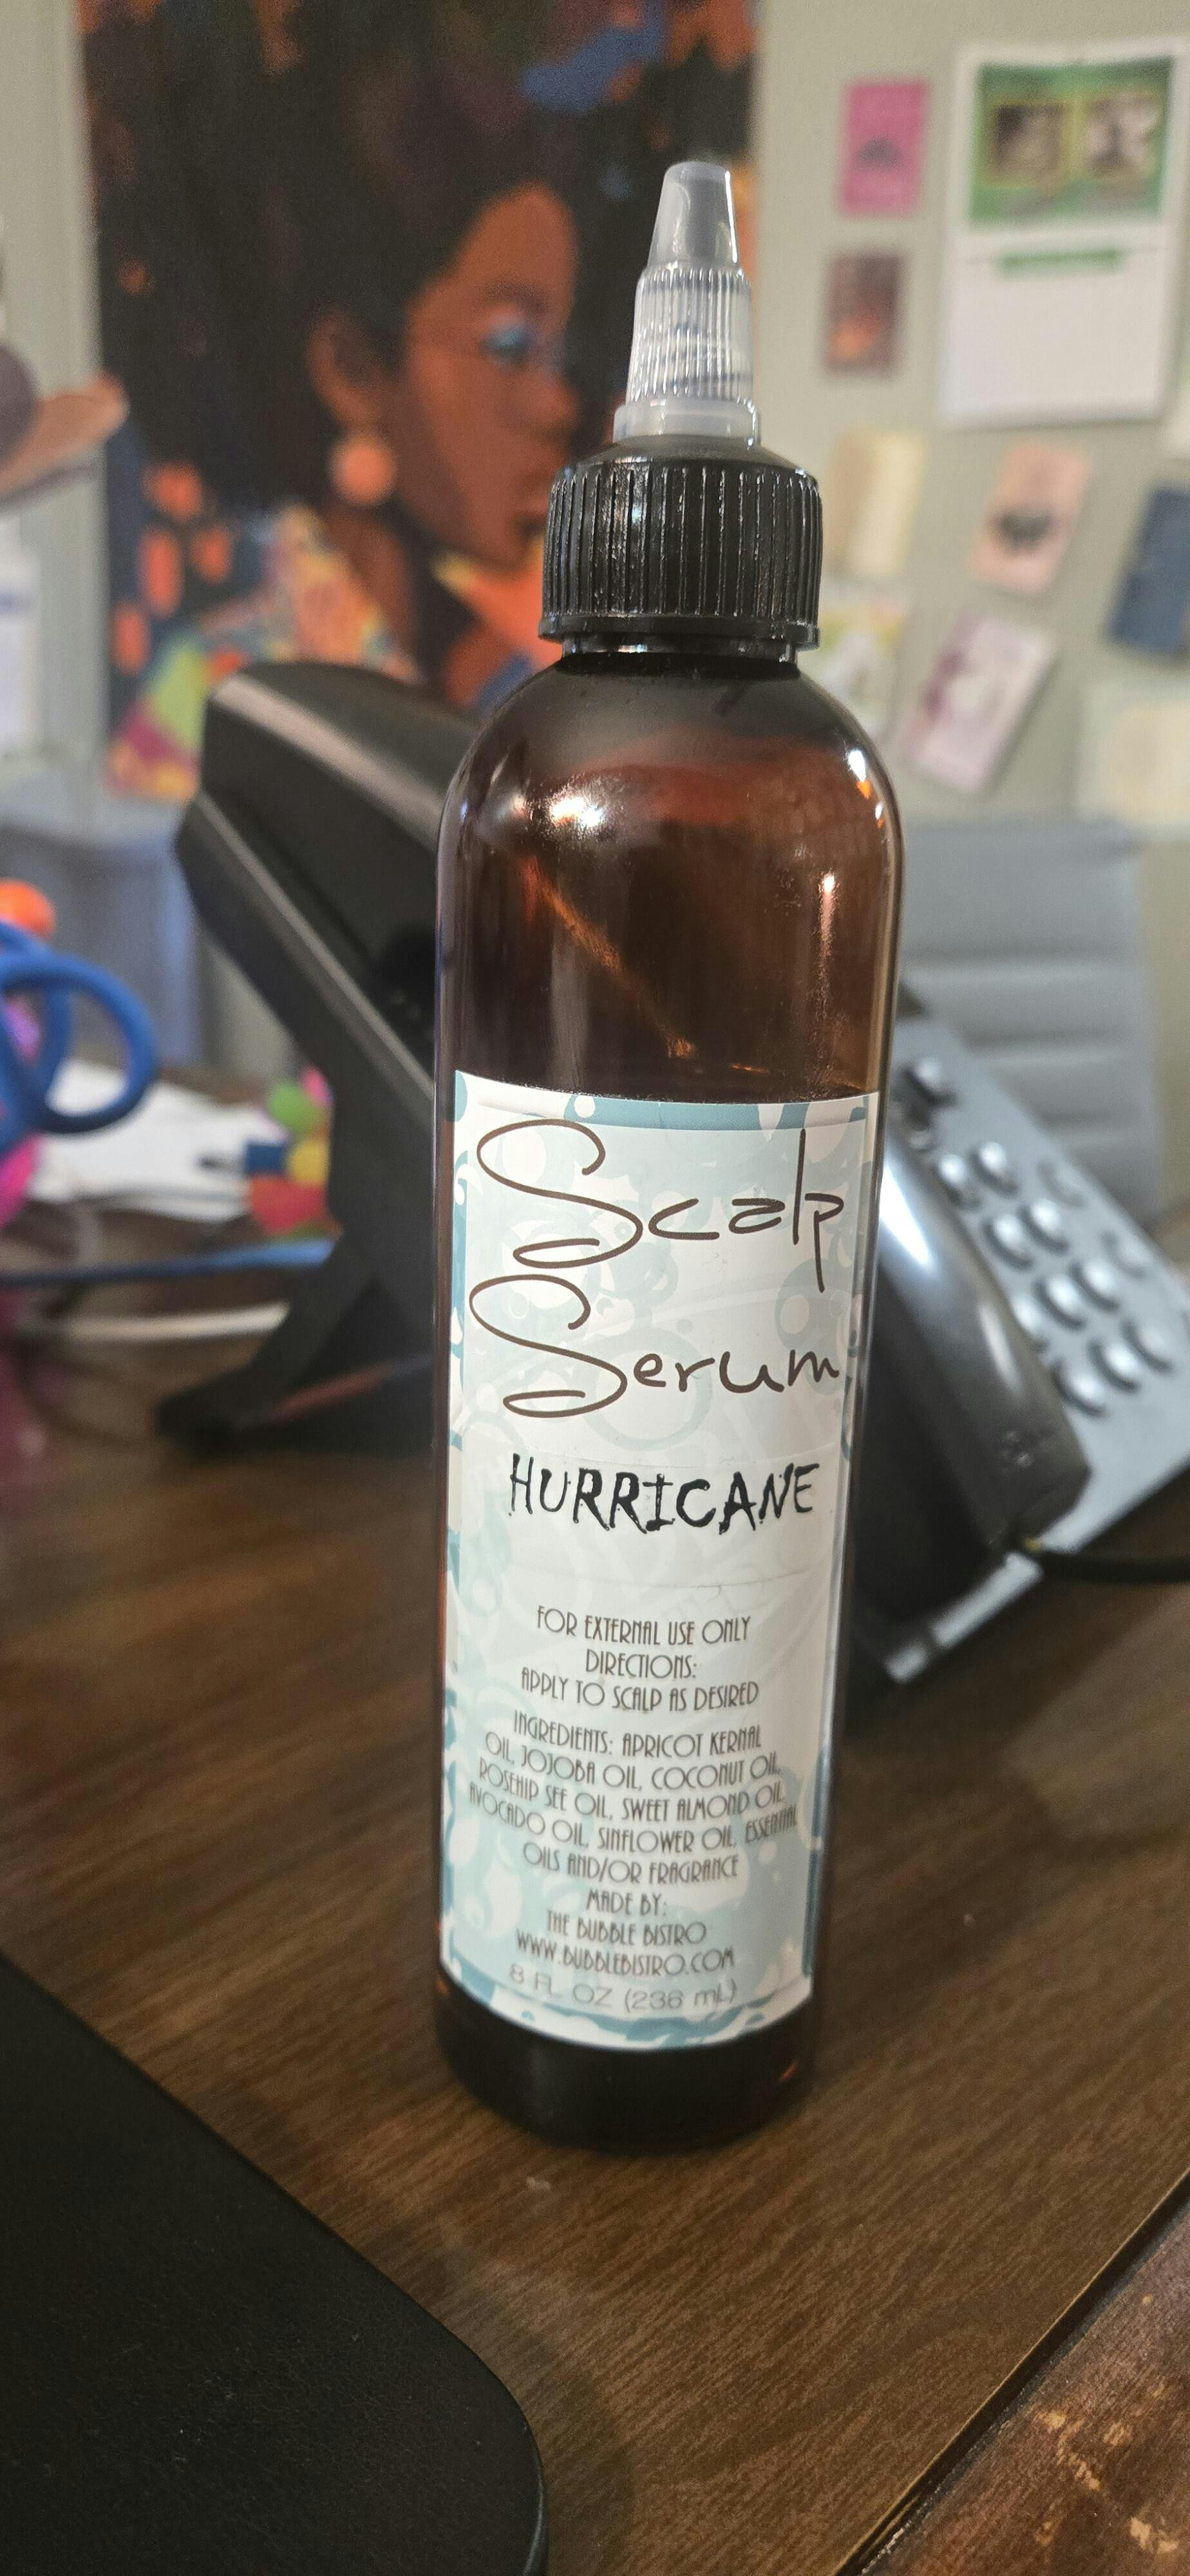 Scalp
Serum
HURRICANE
FOR EXTERNAL USE ONLY
DIRECTIONS:
APPLY TO SCALP AS DESIRED
INGREDIENTS: APRICOT KERNAL
OIL, JOJOBA OIL, COCONUT OIL,
ROSEHIP SEE OIL, SWEET ALMOND OIL,
AVOCADO OIL, SINFLOWER OIL, ESSENTIAL
OILS AND/OR FRAGRANCE
MADE BY:
THE BUBBLE BISTRO
WWW.BUBBLEBISTRO.COM
8 FL OZ (236 mL)